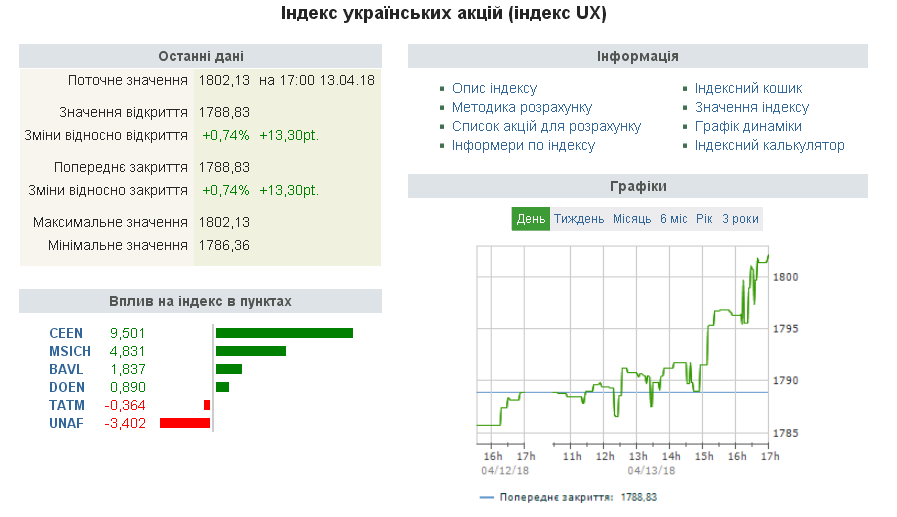 Індекс українських акцій (індекс UX)
Останні дані
Поточне значення 1802,13 на 17:00 13.04.18
Значення відкриття 1788,83
Зміни відносно відкриття +0,74% +13,30pt.
Попереднє закриття 1788,83
Зміни відносно закриття +0,74% +13,30pt.
Максимальне значення 1802,13
Мінімальне значення 1786,36
Вплив на індекс в пунктах
CEEN 9,501
MSICH 4,831
BAVL 1,837
DOEN 0,890
TATM -0,364
UNAF -3,402
Інформація
Опис індексу
Методика розрахунку
Список акцій для розрахунку
Інформери по індексу
Індексний кошик
Значення індексу
Графік динаміки
Індексний калькулятор
Графіки
День Тиждень Місяць 6 міс Рік 3 роки
1800
1795
1790
1785
16h 17h 11h 12h 13h 14h 15h 16h 17h
04/12/18 04/13/18
Попереднє закриття: 1788,83